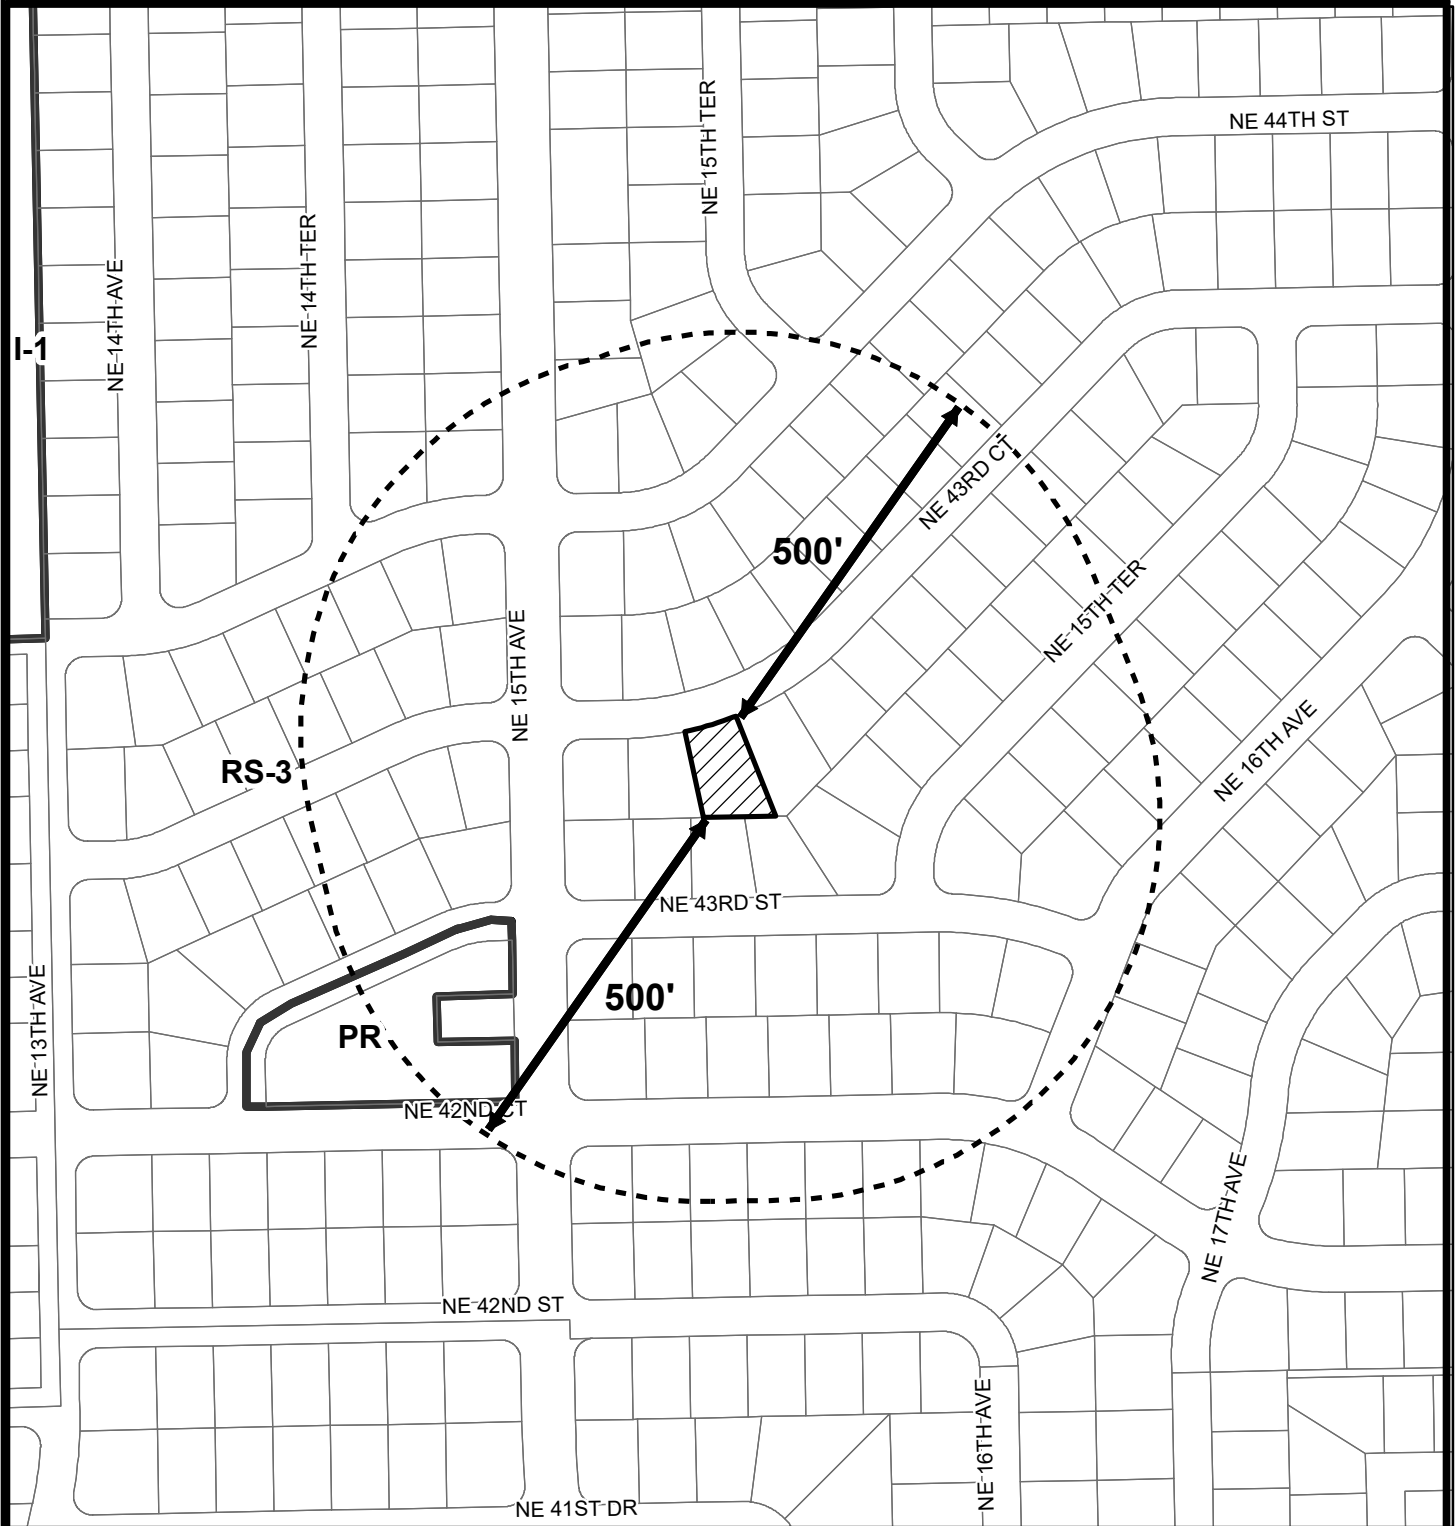 NE 44TH ST
NE 15TH TER
NE 14TH TER
NE 14TH AVE
I-1
NE 43RD CT
500'
NE 15TH TER
NE 15TH AVE
NE 16TH AVE
RS-3
NE 43RD ST
500'
NE 13TH AVE
PR
NE 42ND CT
NE 17TH AVE
NE 42ND ST
NE 16TH AVE
NE 41ST DR